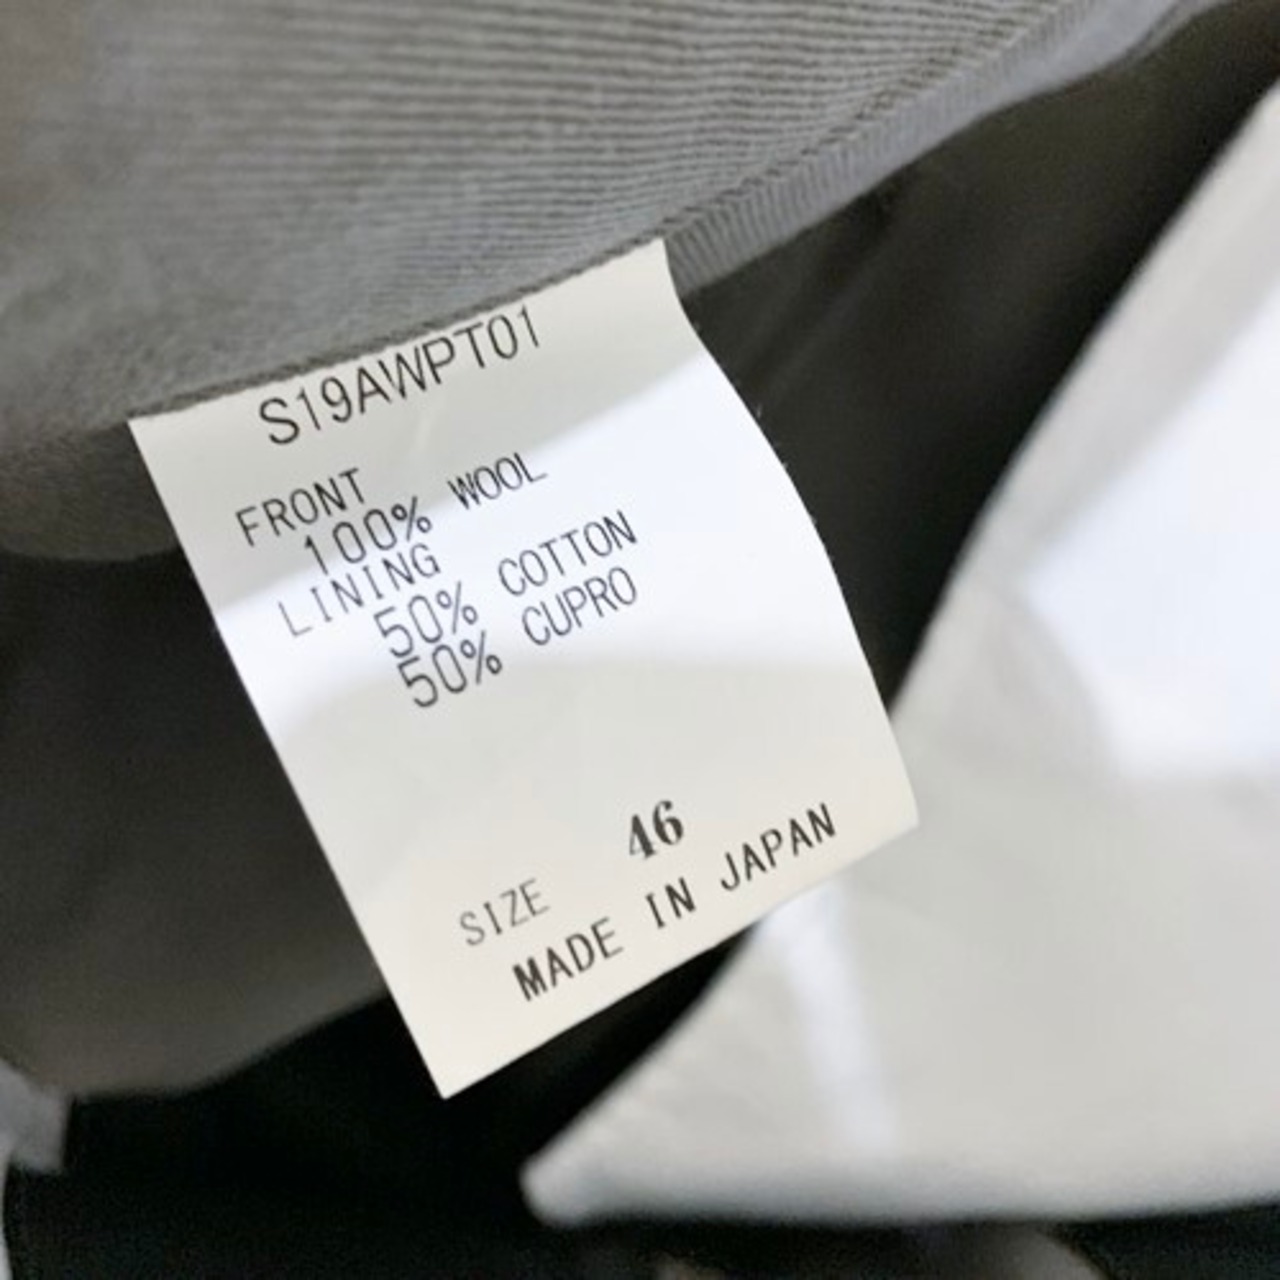 S19AWPT01
FRONT
100% WOOL
LINING
50% COTTON
50% CUPRO
SIZE 46
MADE IN JAPAN